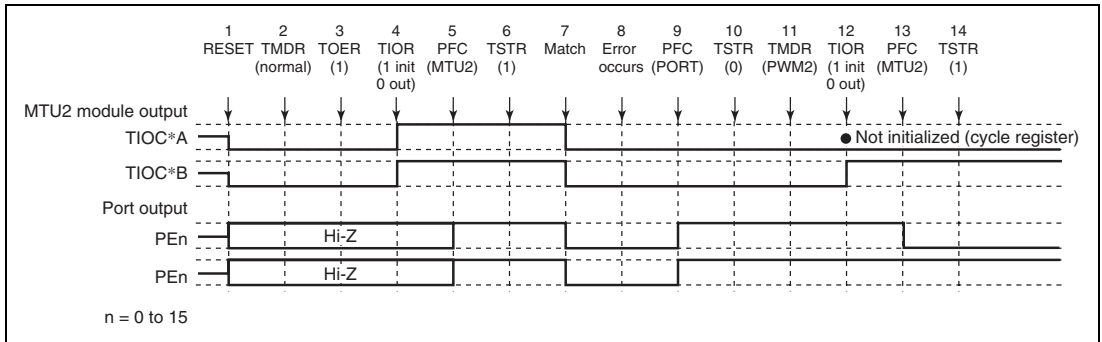 1 2 3 4 5 6 7 8 9 10 11 12 13 14
RESET TMDR TOER TIOR PFC TSTR Match Error PFC TSTR TMDR TIOR PFC TSTR
(normal) (1) (1 init (MTU2) (1) occurs (PORT) (0) (PWM2) (1 init (MTU2) (1)
0 out) 0 out)
MTU2 module output
TIOC*A
● Not initialized (cycle register)
TIOC*B
Port output
PEn
Hi-Z
PEn
Hi-Z
n = 0 to 15